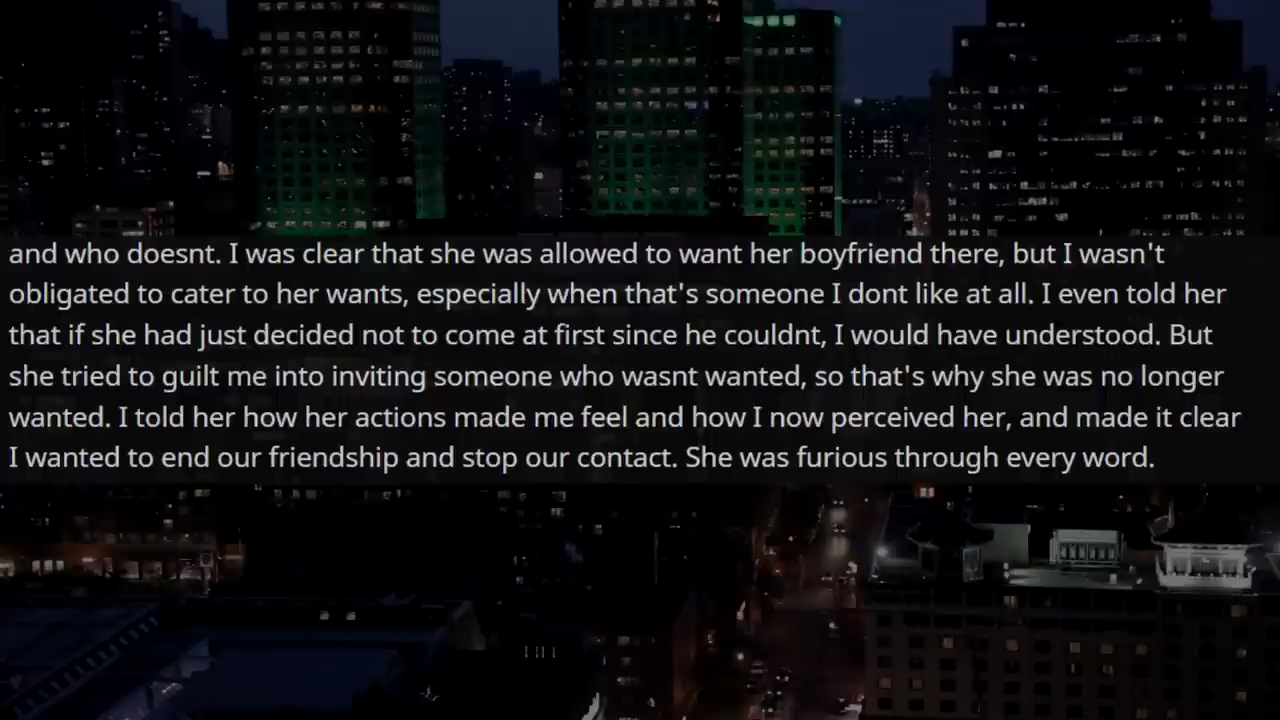 and who doesnt. I was clear that she was allowed to want her boyfriend there, but I wasn't
obligated to cater to her wants, especially when that's someone I dont like at all. I even told her
that if she had just decided not to come at first since he couldnt, I would have understood. But
she tried to guilt me into inviting someone who wasnt wanted, so that's why she was no longer
wanted. I told her how her actions made me feel and how I now perceived her, and made it clear
I wanted to end our friendship and stop our contact. She was furious through every word.